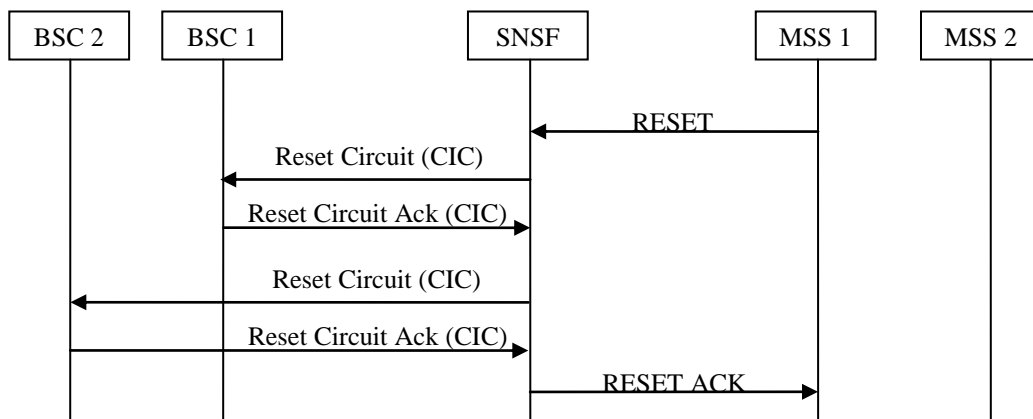 BSC 2
BSC 1
SNSF
MSS 1
MSS 2
RESET
Reset Circuit (CIC)
Reset Circuit Ack (CIC)
Reset Circuit (CIC)
Reset Circuit Ack (CIC)
RESET ACK